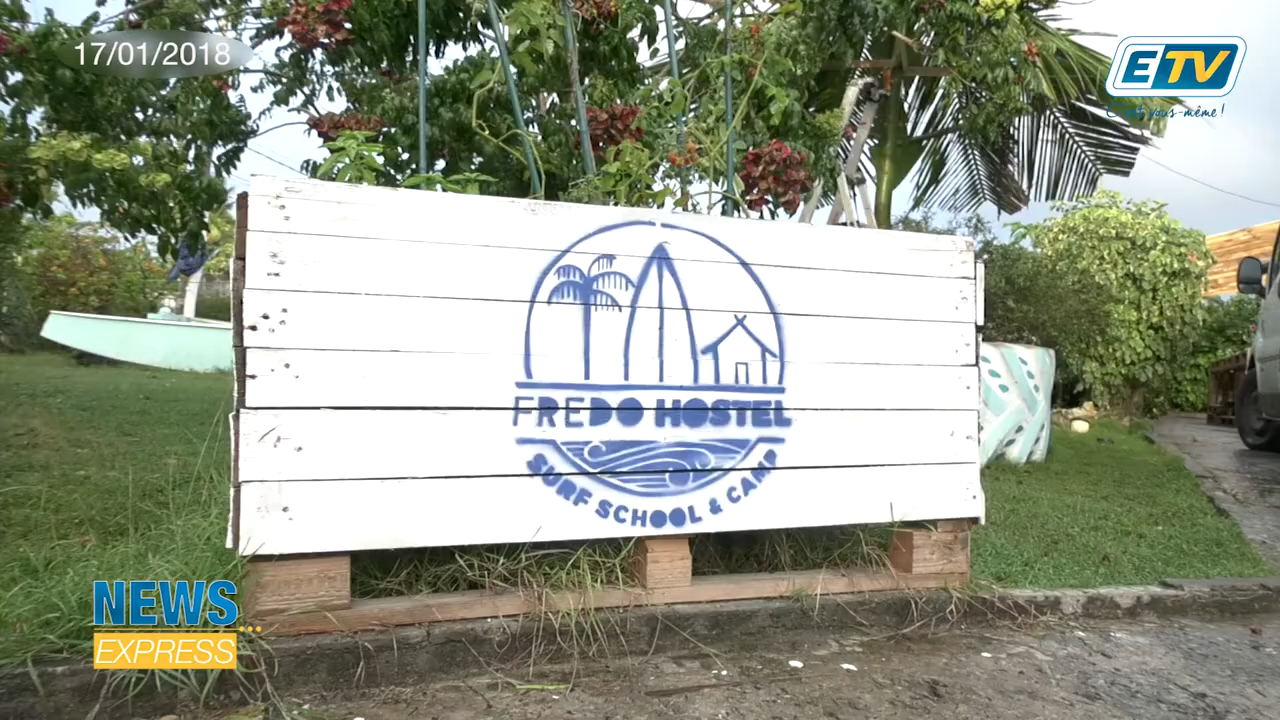 17/01/2018
ETV
C'est vous-même !
FREDO HOSTEL
SURF SCHOOL & CAMP
NEWS...
EXPRESS